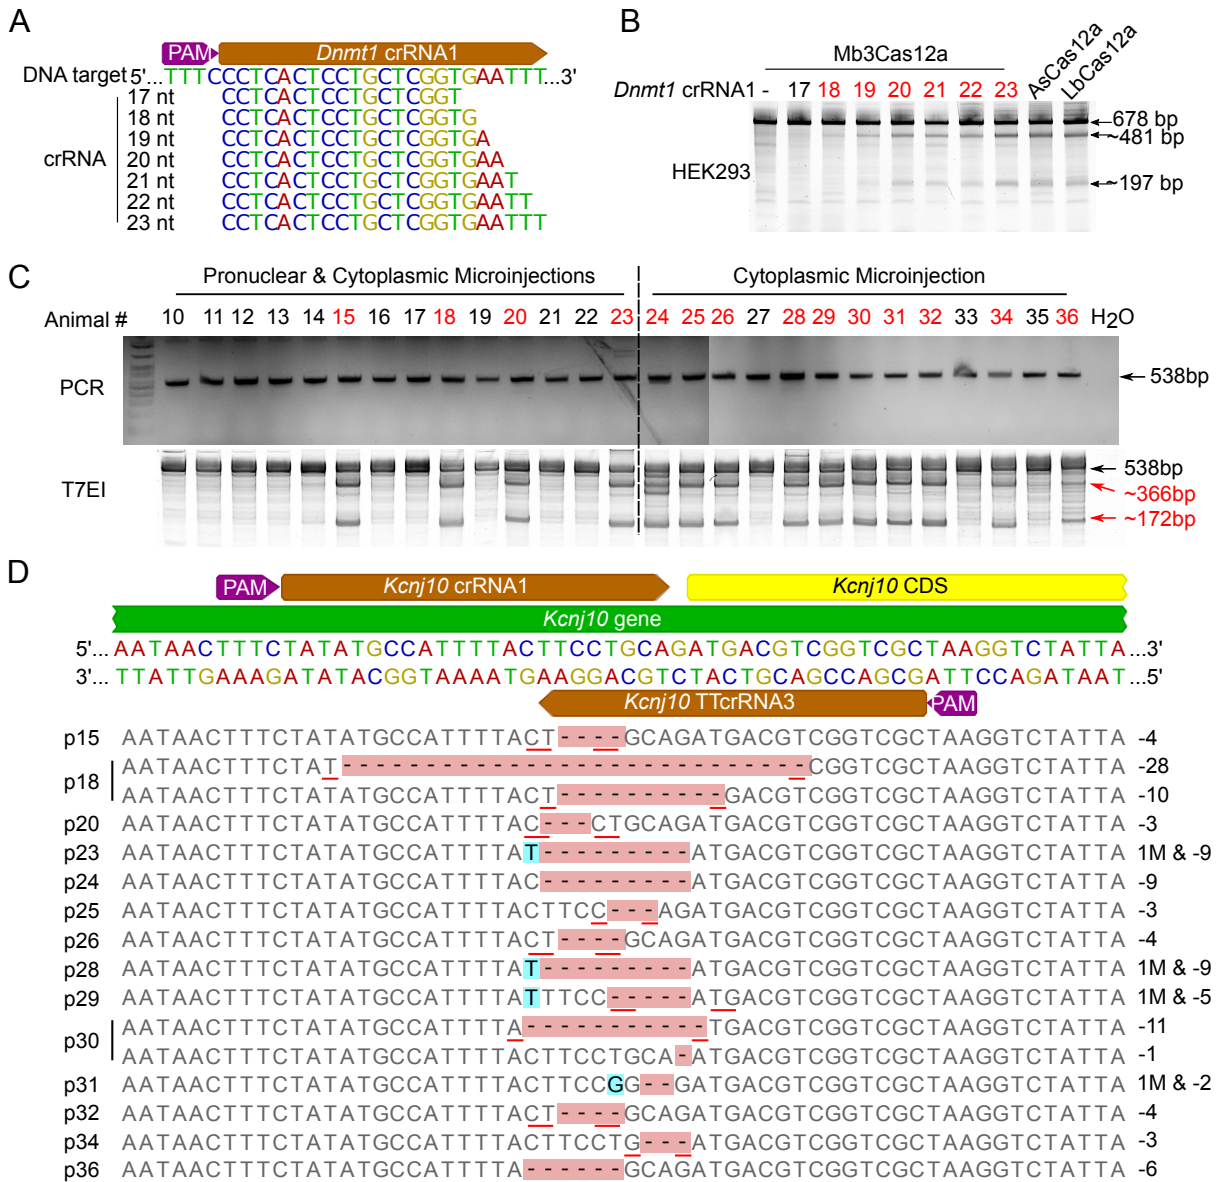 A
PAM Dnmt1 crRNA1
DNA target 5'...TTTCCCTCACTCCTGCTCGGTGAATTT...3'
crRNA
17 nt CCTCACTCCTGCTCGGT
18 nt CCTCACTCCTGCTCGGTG
19 nt CCTCACTCCTGCTCGGTGA
20 nt CCTCACTCCTGCTCGGTGAA
21 nt CCTCACTCCTGCTCGGTGAAT
22 nt CCTCACTCCTGCTCGGTGAATT
23 nt CCTCACTCCTGCTCGGTGAATTT
B
Mb3Cas12a AsCas12a LbCas12a
Dnmt1 crRNA1 - 17 18 19 20 21 22 23
678 bp
~481 bp
HEK293
~197 bp
C
Pronuclear & Cytoplasmic Microinjections Cytoplasmic Microinjection
Animal # 10 11 12 13 14 15 16 17 18 19 20 21 22 23 24 25 26 27 28 29 30 31 32 33 34 35 36 H2O
PCR 538bp
T7EI 538bp
~366bp
~172bp
D
PAM Kcnj10 crRNA1 Kcnj10 CDS
Kcnj10 gene
5'... AATAACTTTCTATATGCCATTTTACTTCCTGCAGATGACGTCGGTCGCTAAGGTCTATTA ...3'
3'... TTATTGAAAGATATACGGTAAAATGAAGGACGTCTACTGCAGCCAGCGATTCCAGATAAT ...5'
Kcnj10 TTcrRNA3 PAM
p15 AATAACTTTCTATATGCCATTTTACT----GCAGATGACGTCGGTCGCTAAGGTCTATTA -4
p18 AATAACTTTCTAT----------------------------CGGTCGCTAAGGTCTATTA -28
AATAACTTTCTATATGCCATTTTACT----------GACGTCGGTCGCTAAGGTCTATTA -10
p20 AATAACTTTCTATATGCCATTTTAC---CTGCAGATGACGTCGGTCGCTAAGGTCTATTA -3
p23 AATAACTTTCTATATGCCATTTTAT---------ATGACGTCGGTCGCTAAGGTCTATTA 1M & -9
p24 AATAACTTTCTATATGCCATTTTAC---------ATGACGTCGGTCGCTAAGGTCTATTA -9
p25 AATAACTTTCTATATGCCATTTTACTTCC---AGATGACGTCGGTCGCTAAGGTCTATTA -3
p26 AATAACTTTCTATATGCCATTTTACT----GCAGATGACGTCGGTCGCTAAGGTCTATTA -4
p28 AATAACTTTCTATATGCCATTTTAT---------ATGACGTCGGTCGCTAAGGTCTATTA 1M & -9
p29 AATAACTTTCTATATGCCATTTTATTTCC-----ATGACGTCGGTCGCTAAGGTCTATTA 1M & -5
p30 AATAACTTTCTATATGCCATTTTA-----------TGACGTCGGTCGCTAAGGTCTATTA -11
AATAACTTTCTATATGCCATTTTACTTCCTGCA-ATGACGTCGGTCGCTAAGGTCTATTA -1
p31 AATAACTTTCTATATGCCATTTTACTTCCGG--GATGACGTCGGTCGCTAAGGTCTATTA 1M & -2
p32 AATAACTTTCTATATGCCATTTTACT----GCAGATGACGTCGGTCGCTAAGGTCTATTA -4
p34 AATAACTTTCTATATGCCATTTTACTTCCTG---ATGACGTCGGTCGCTAAGGTCTATTA -3
p36 AATAACTTTCTATATGCCATTTTA------GCAGATGACGTCGGTCGCTAAGGTCTATTA -6